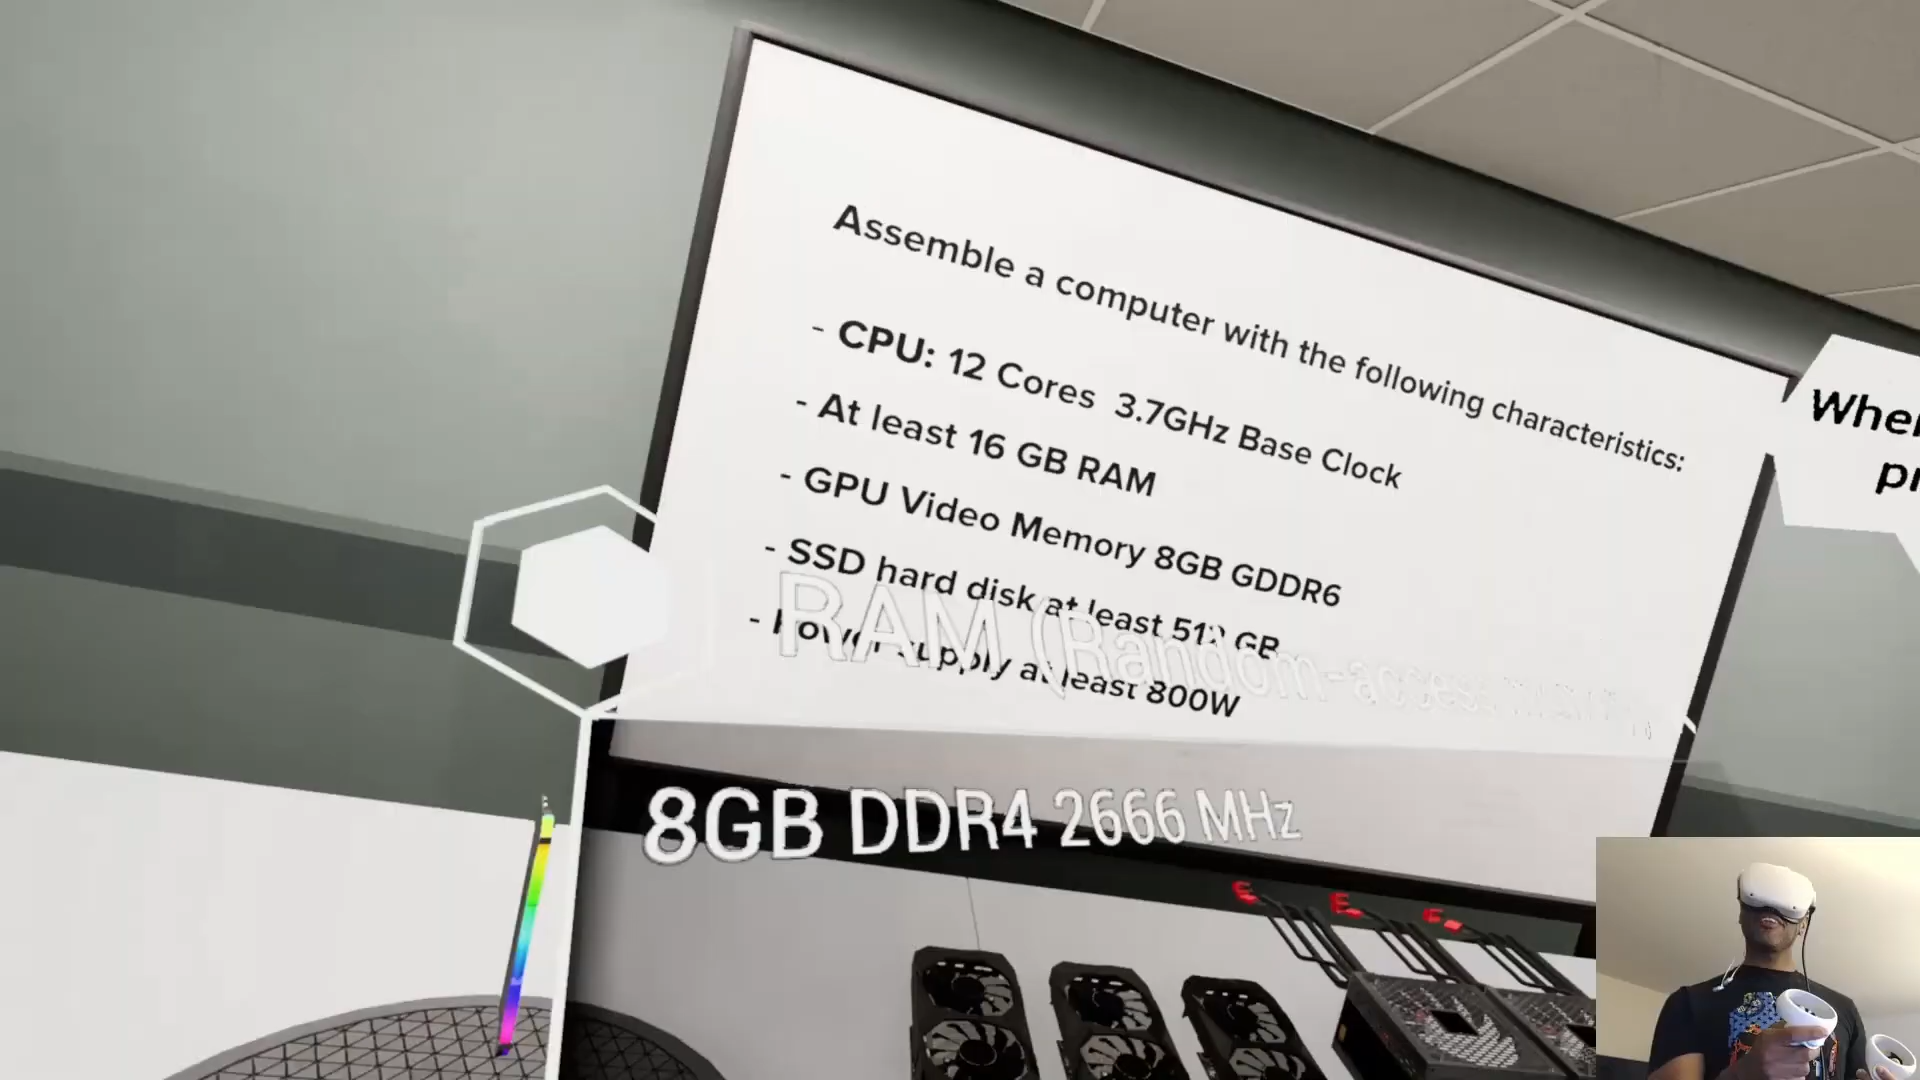 Assemble a computer with the following characteristics:
- CPU: 12 Cores 3.7GHz Base Clock
- At least 16 GB RAM
- GPU Video Memory 8GB GDDR6
- SSD hard disk at least 512 GB
- Power supply at least 800W
RAM (Random-access
8GB DDR4 2666 MHz